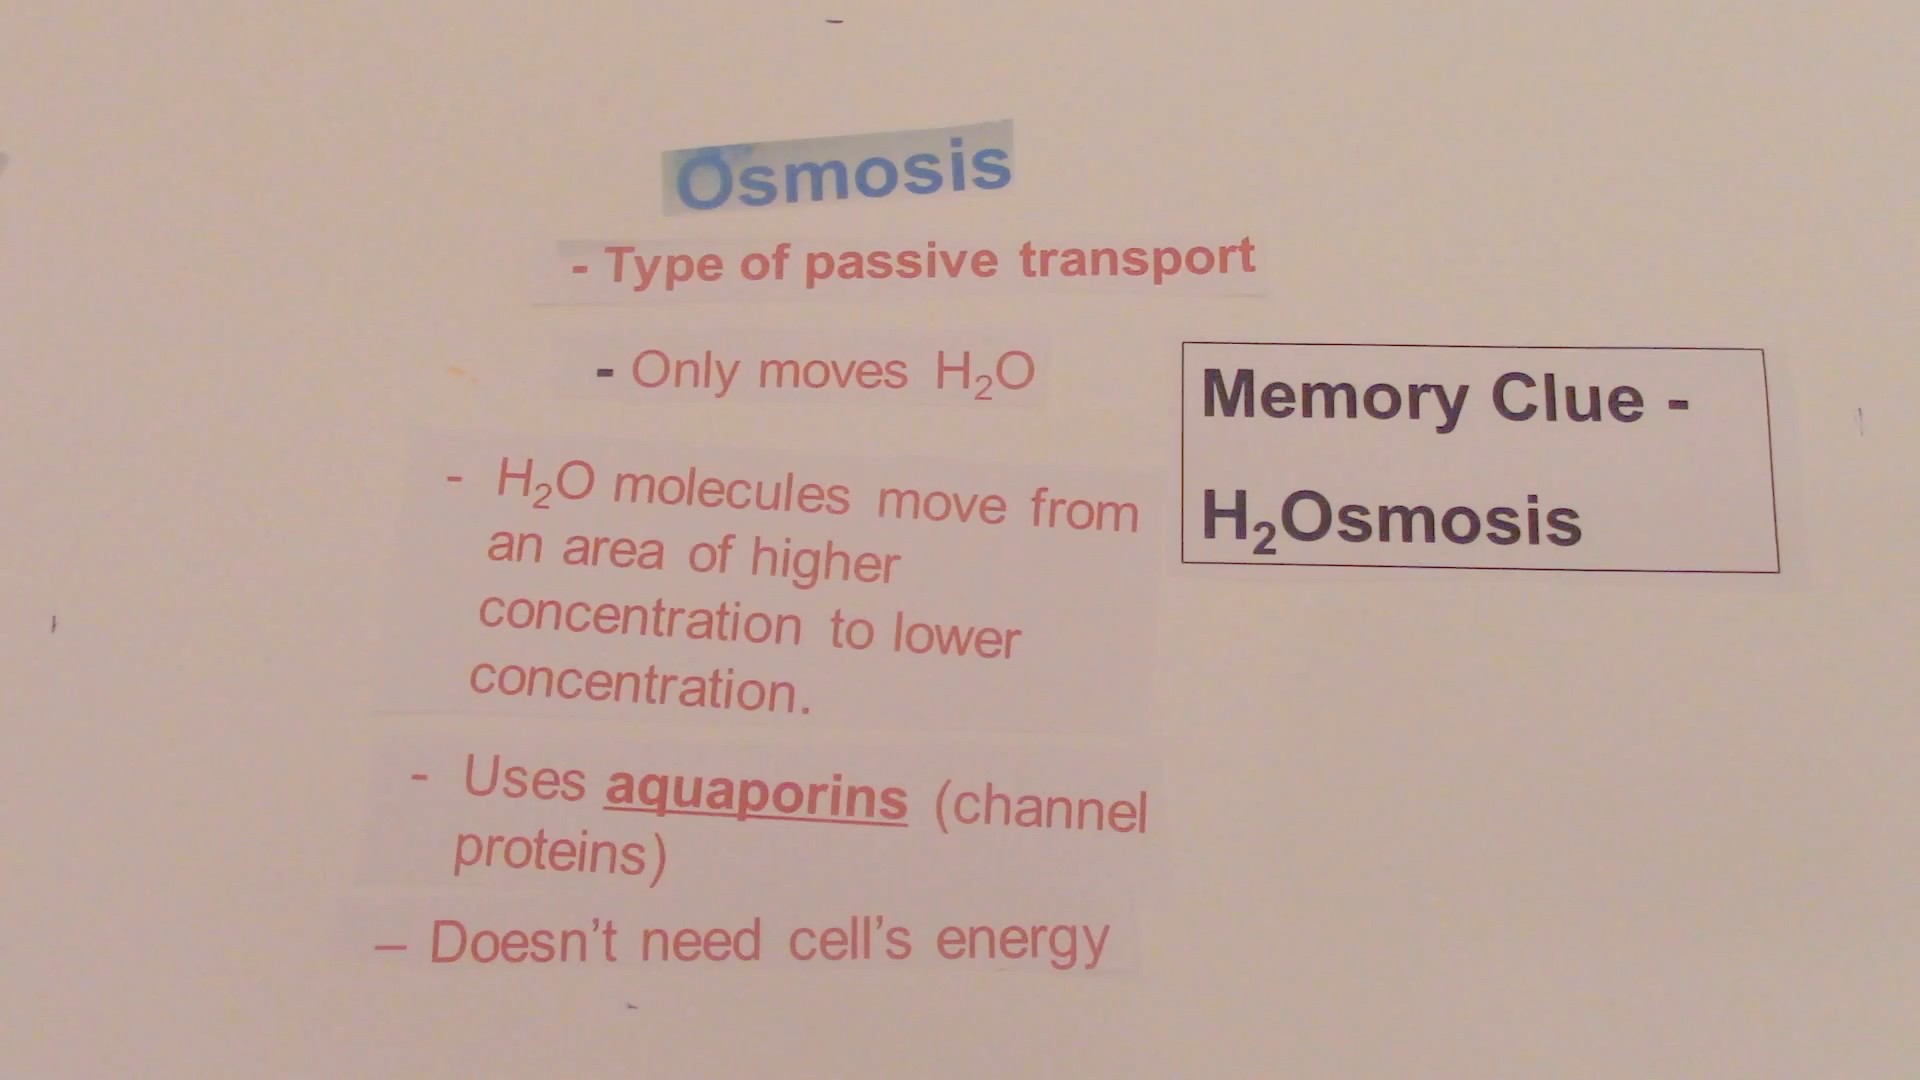 Osmosis
- Type of passive transport
- Only moves H₂O
- H₂O molecules move from
an area of higher
concentration to lower
concentration.
- Uses aquaporins (channel
proteins)
– Doesn't need cell's energy
Memory Clue -
H₂Osmosis